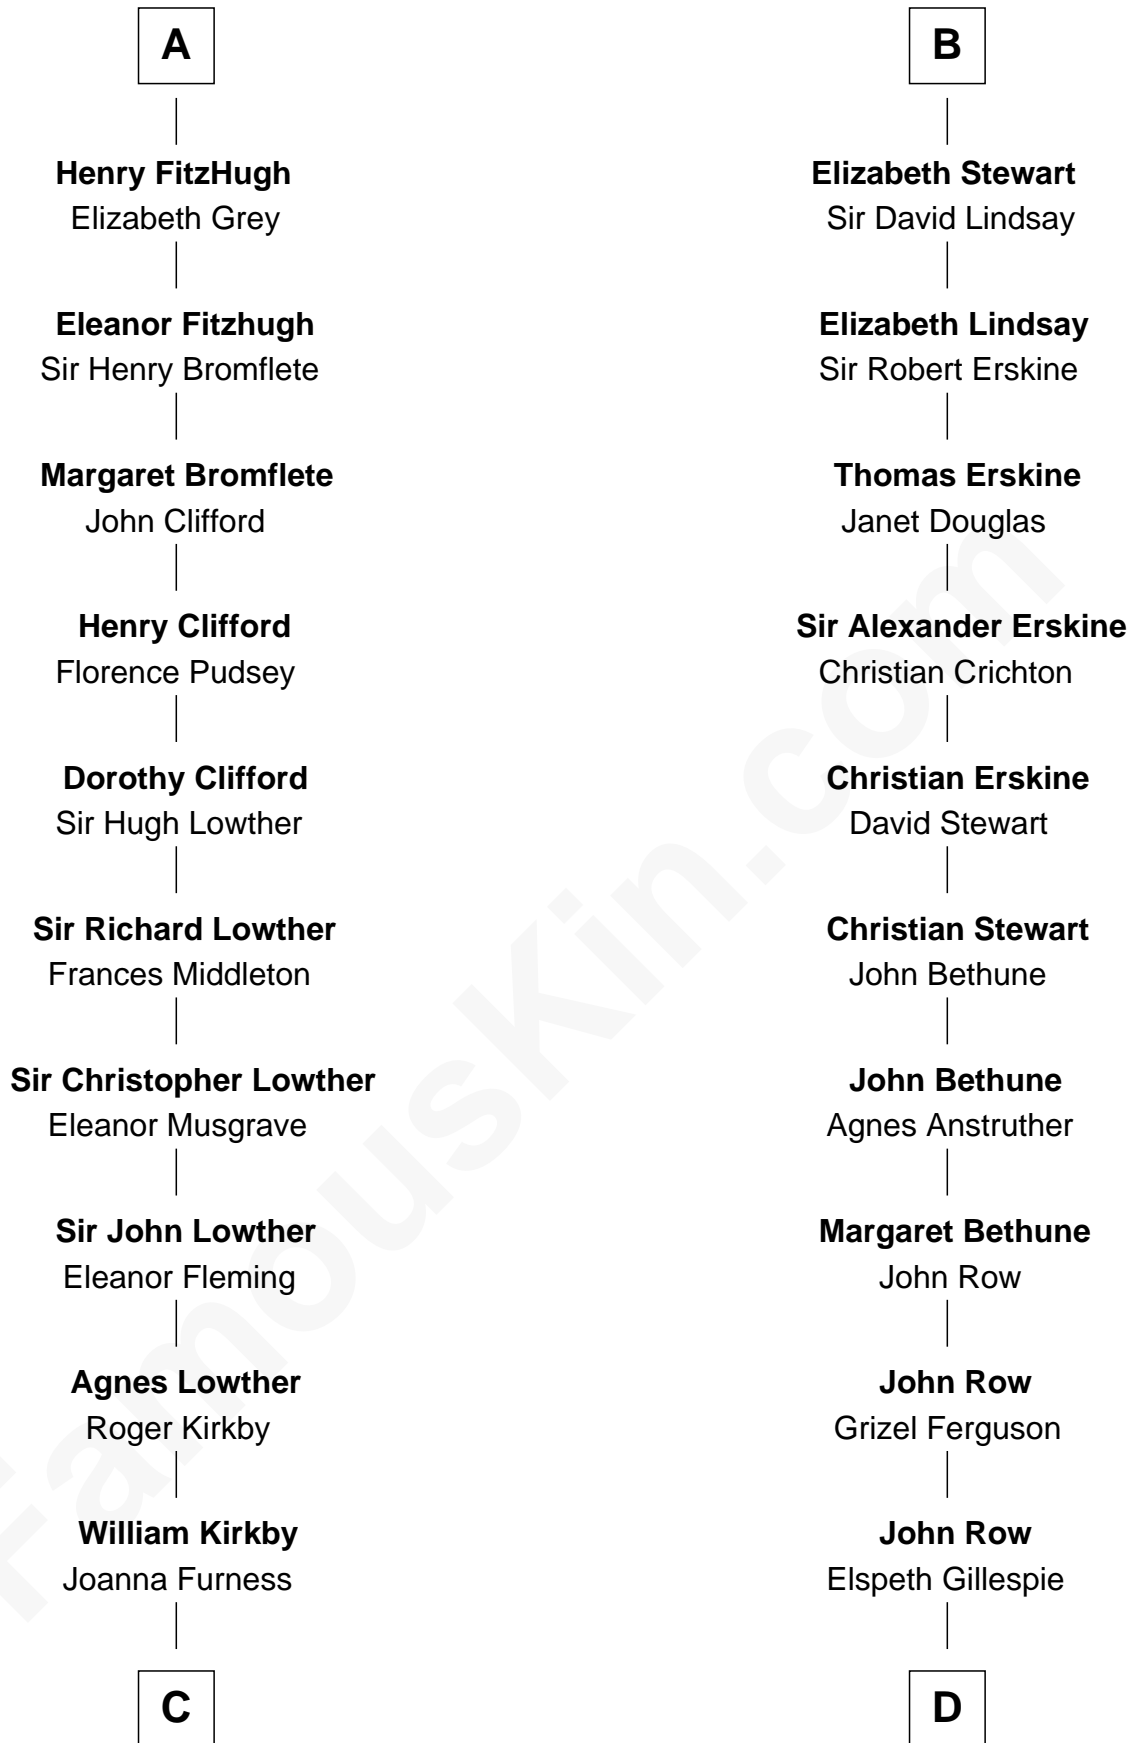 A
Henry FitzHugh
Elizabeth Grey
Eleanor Fitzhugh
Sir Henry Bromflete
Margaret Bromflete
John Clifford
Henry Clifford
Florence Pudsey
Dorothy Clifford
Sir Hugh Lowther
Sir Richard Lowther
Frances Middleton
Sir Christopher Lowther
Eleanor Musgrave
Sir John Lowther
Eleanor Fleming
Agnes Lowther
Roger Kirkby
William Kirkby
Joanna Furness
C
B
Elizabeth Stewart
Sir David Lindsay
Elizabeth Lindsay
Sir Robert Erskine
Thomas Erskine
Janet Douglas
Sir Alexander Erskine
Christian Crichton
Christian Erskine
David Stewart
Christian Stewart
John Bethune
John Bethune
Agnes Anstruther
Margaret Bethune
John Row
John Row
Grizel Ferguson
John Row
Elspeth Gillespie
D
FamousKin.com